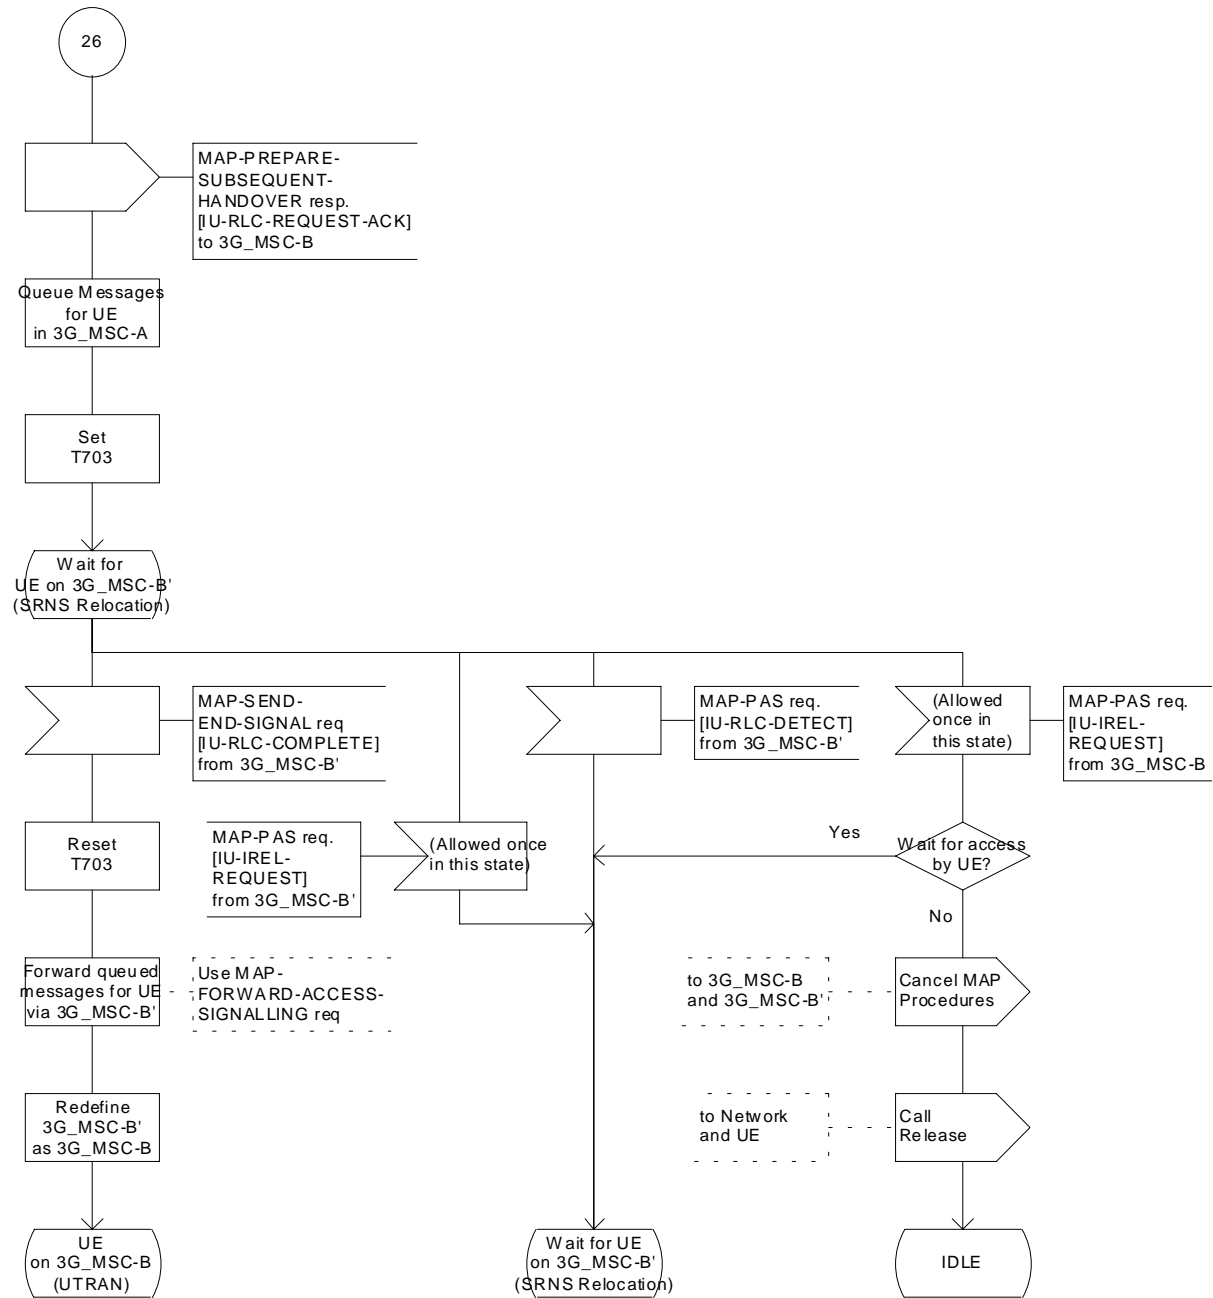 26
MAP-PREPARE-
SUBSEQUENT-
HANDOVER resp.
[IU-RLC-REQUEST-ACK]
to 3G_MSC-B
Queue Messages
for UE
in 3G_MSC-A
Set
T703
Wait for
UE on 3G_MSC-B'
(SRNS Relocation)
MAP-SEND-
END-SIGNAL req
[IU-RLC-COMPLETE]
from 3G_MSC-B'
MAP-PAS req.
[IU-RLC-DETECT]
from 3G_MSC-B'
(Allowed
once in
this state)
MAP-PAS req.
[IU-IREL-
REQUEST]
from 3G_MSC-B
Reset
T703
MAP-PAS req.
[IU-IREL-
REQUEST]
from 3G_MSC-B'
(Allowed once
in this state)
Yes
Wait for access
by UE?
No
Forward queued
messages for UE
via 3G_MSC-B'
Use MAP-
FORWARD-ACCESS-
SIGNALLING req
to 3G_MSC-B
and 3G_MSC-B'
Cancel MAP
Procedures
Redefine
3G_MSC-B'
as 3G_MSC-B
to Network
and UE
Call
Release
UE
on 3G_MSC-B
(UTRAN)
Wait for UE
on 3G_MSC-B'
(SRNS Relocation)
IDLE